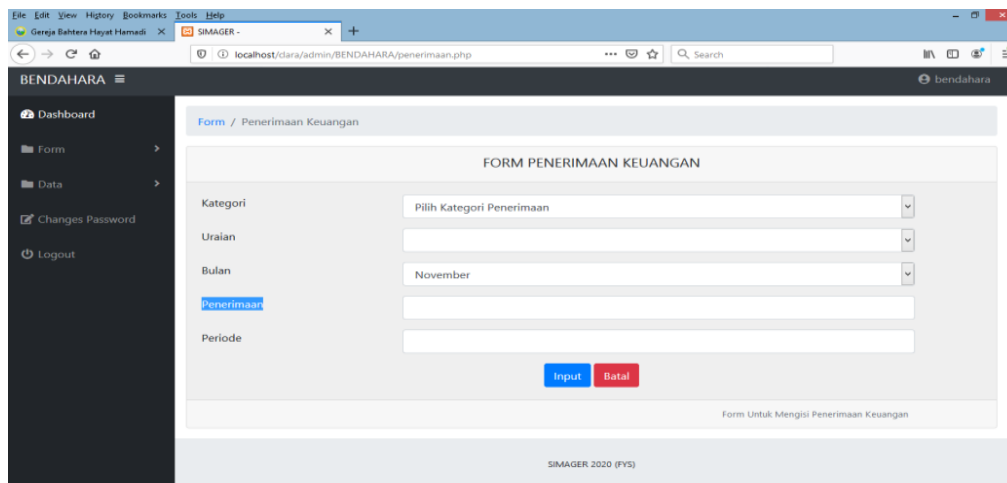 File Edit View History Bookmarks Tools Help
Gereja Bahtera Hayat Hamadi
SIMAGER -
localhost/dara/admin/BENDAHARA/penerimaan.php
Search
BENDAHARA
bendahara
Dashboard
Form
Data
Changes Password
Logout
Form / Penerimaan Keuangan
FORM PENERIMAAN KEUANGAN
Kategori
Pilih Kategori Penerimaan
Uraian
Bulan
November
Penerimaan
Periode
Input Batal
Form Untuk Mengisi Penerimaan Keuangan
SIMAGER 2020 (FYS)